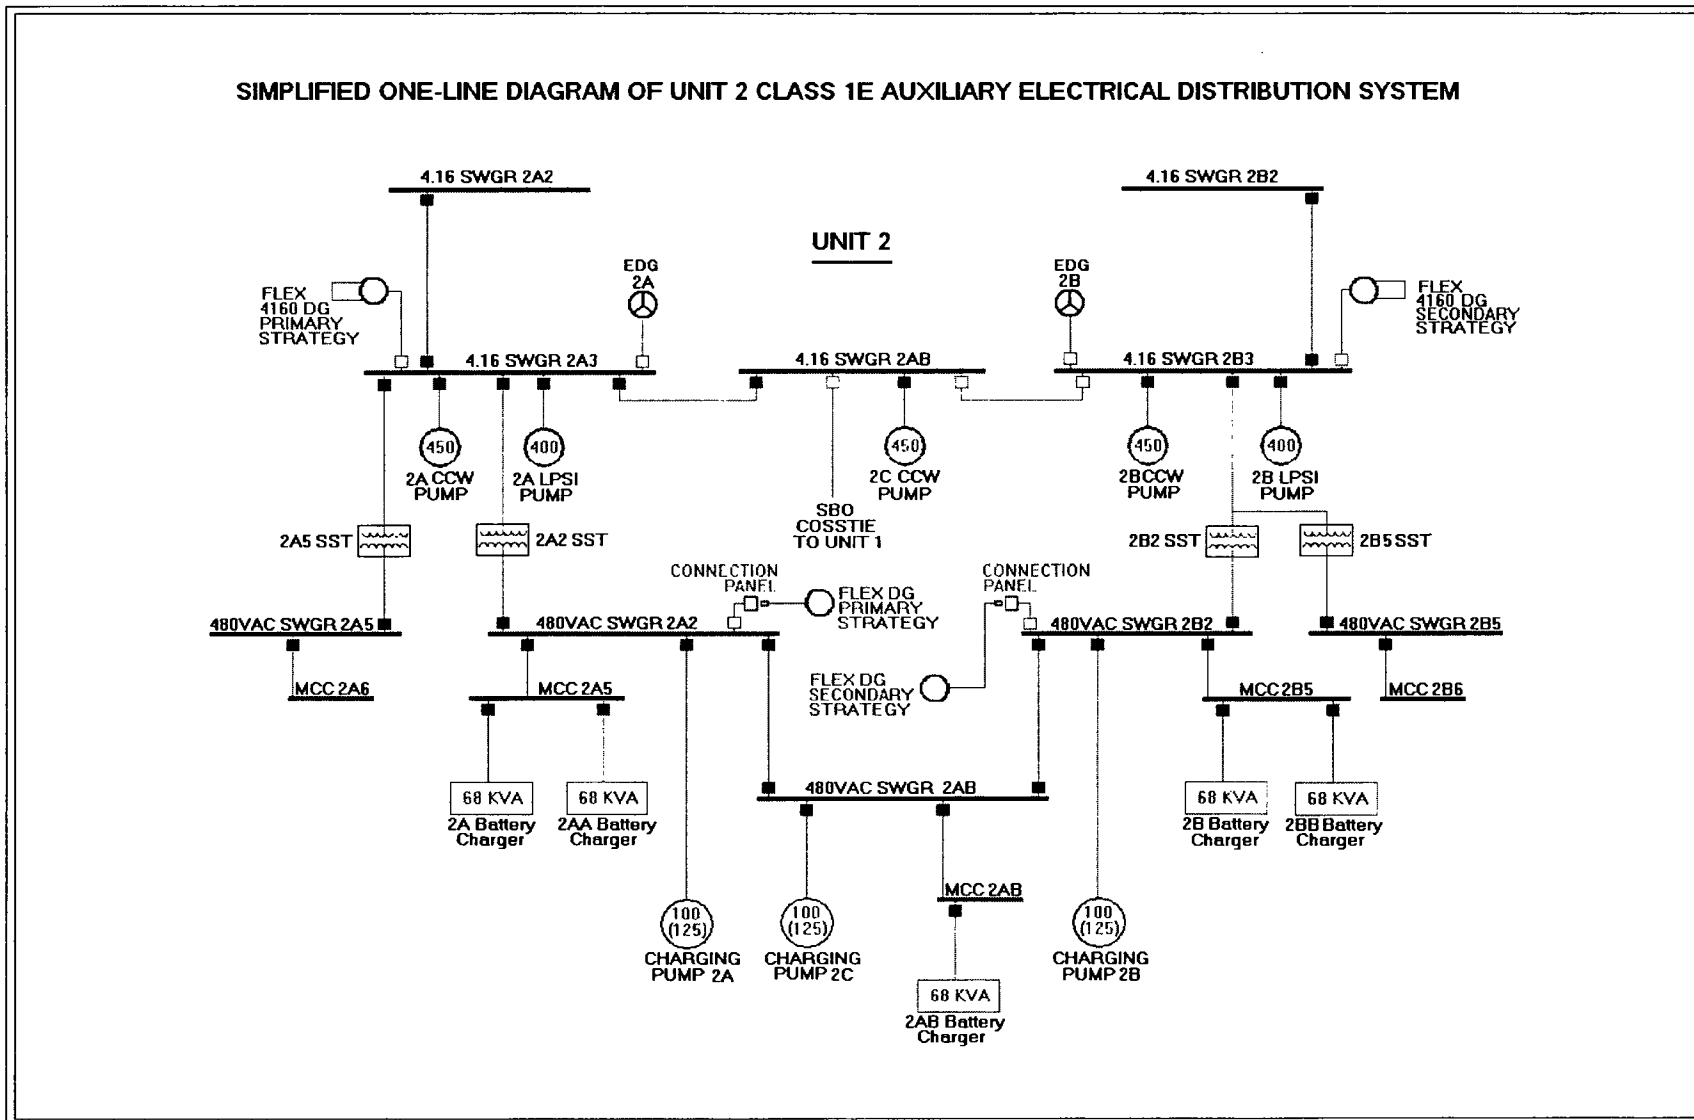 SIMPLIFIED ONE-LINE DIAGRAM OF UNIT 2 CLASS 1E AUXILIARY ELECTRICAL DISTRIBUTION SYSTEM
4.16 SWGR 2A2
4.16 SWGR 2B2
UNIT 2
EDG
2A
EDG
2B
FLEX
4160 DG
PRIMARY
STRATEGY
FLEX
4160 DG
SECONDARY
STRATEGY
4.16 SWGR 2A3
4.16 SWGR 2AB
4.16 SWGR 2B3
450
2A CCW
PUMP
400
2A LPSI
PUMP
450
2C CCW
PUMP
450
2BCCW
PUMP
400
2B LPSI
PUMP
SBO
COSSTIE
TO UNIT 1
2A5 SST
2A2 SST
2B2 SST
2B5 SST
CONNECTION
PANEL
FLEX DG
PRIMARY
STRATEGY
CONNECTION
PANEL
480VAC SWGR 2A5
480VAC SWGR 2A2
480VAC SWGR 2B2
480VAC SWGR 2B5
FLEX DG
SECONDARY
STRATEGY
MCC 2A6
MCC 2A5
MCC 2B5
MCC 2B6
480VAC SWGR 2AB
68 KVA
2A Battery
Charger
68 KVA
2AA Battery
Charger
68 KVA
2B Battery
Charger
68 KVA
2BB Battery
Charger
MCC 2AB
100
(125)
CHARGING
PUMP 2A
100
(125)
CHARGING
PUMP 2C
100
(125)
CHARGING
PUMP 2B
68 KVA
2AB Battery
Charger